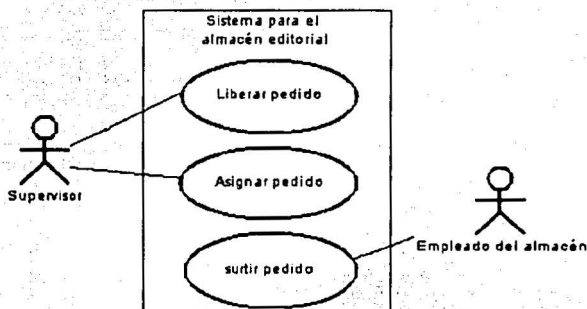 Sistema para el
almacén editorial
Liberar pedido
Asignar pedido
Supervisor
Empleado del almacén
surtir pedido